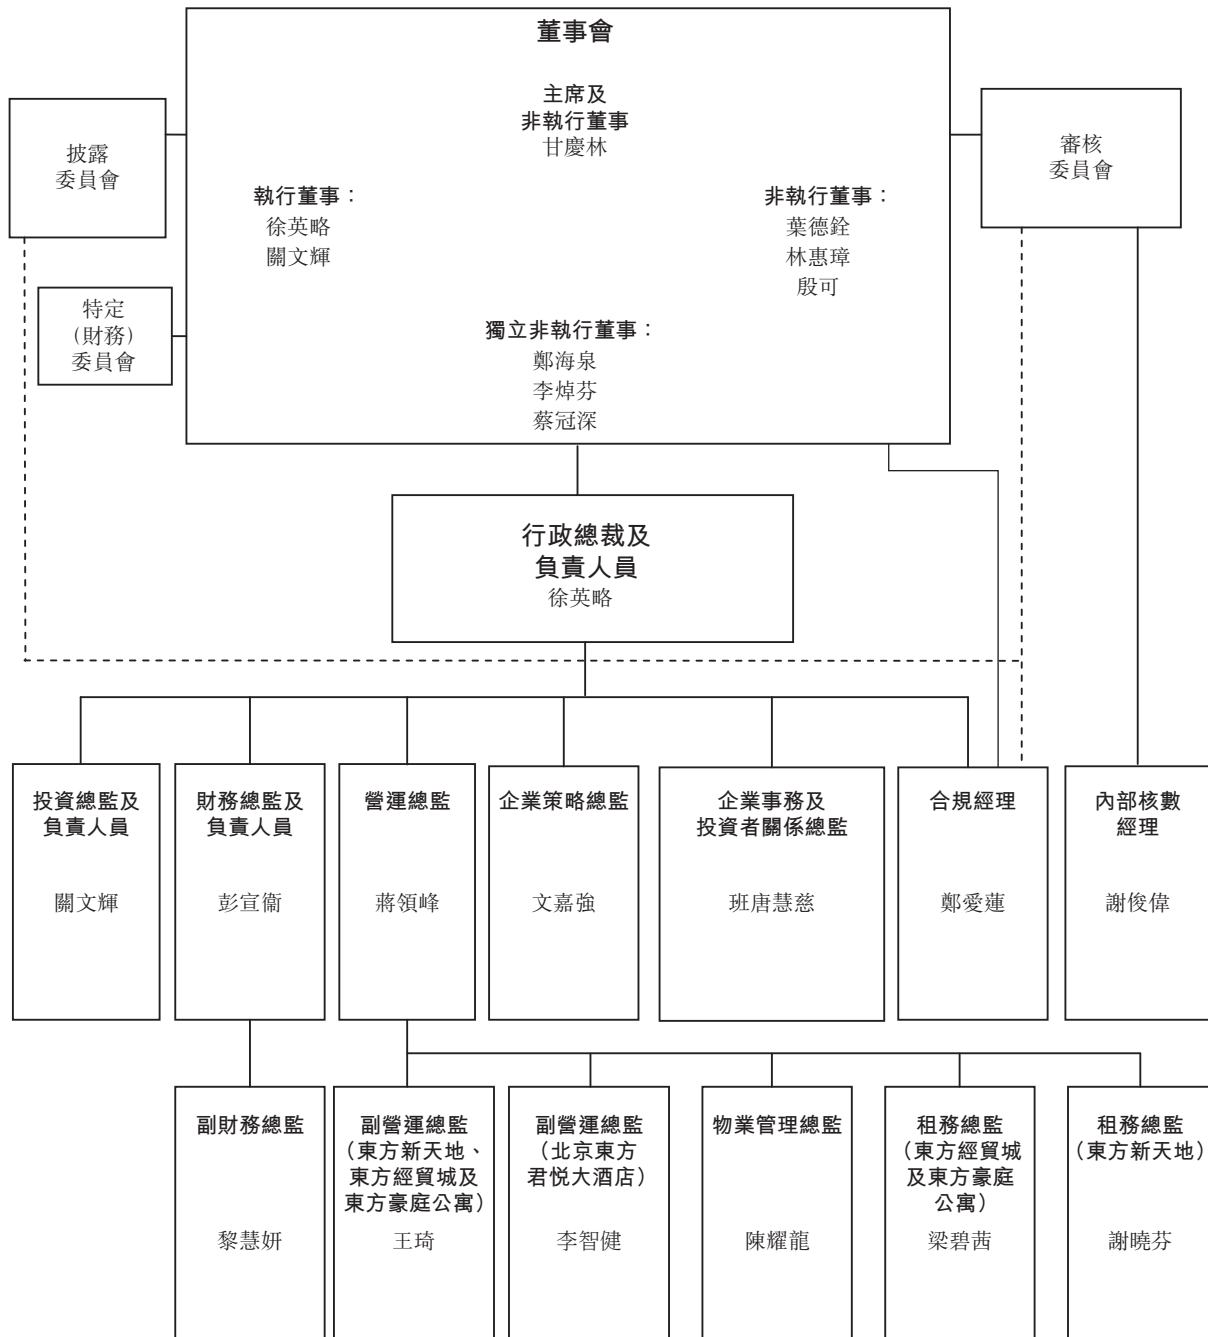 董事會
主席及
非執行董事
甘慶林
披露
委員會
審核
委員會
執行董事：
徐英略
關文輝
非執行董事：
葉德銓
林惠璋
殷可
特定
(財務)
委員會
獨立非執行董事：
鄭海泉
李焯芬
蔡冠深
行政總裁及
負責人員
徐英略
投資總監及
負責人員
關文輝
財務總監及
負責人員
彭宣衞
營運總監
蔣領峰
企業策略總監
文嘉強
企業事務及
投資者關係總監
班唐慧慈
合規經理
鄭愛蓮
內部核數
經理
謝俊偉
副財務總監
黎慧妍
副營運總監
（東方新天地、
東方經貿城及
東方豪庭公寓）
王琦
副營運總監
（北京東方
君悅大酒店）
李智健
物業管理總監
陳耀龍
租務總監
（東方經貿城
及東方豪庭
公寓）
梁碧茜
租務總監
（東方新天地）
謝曉芬